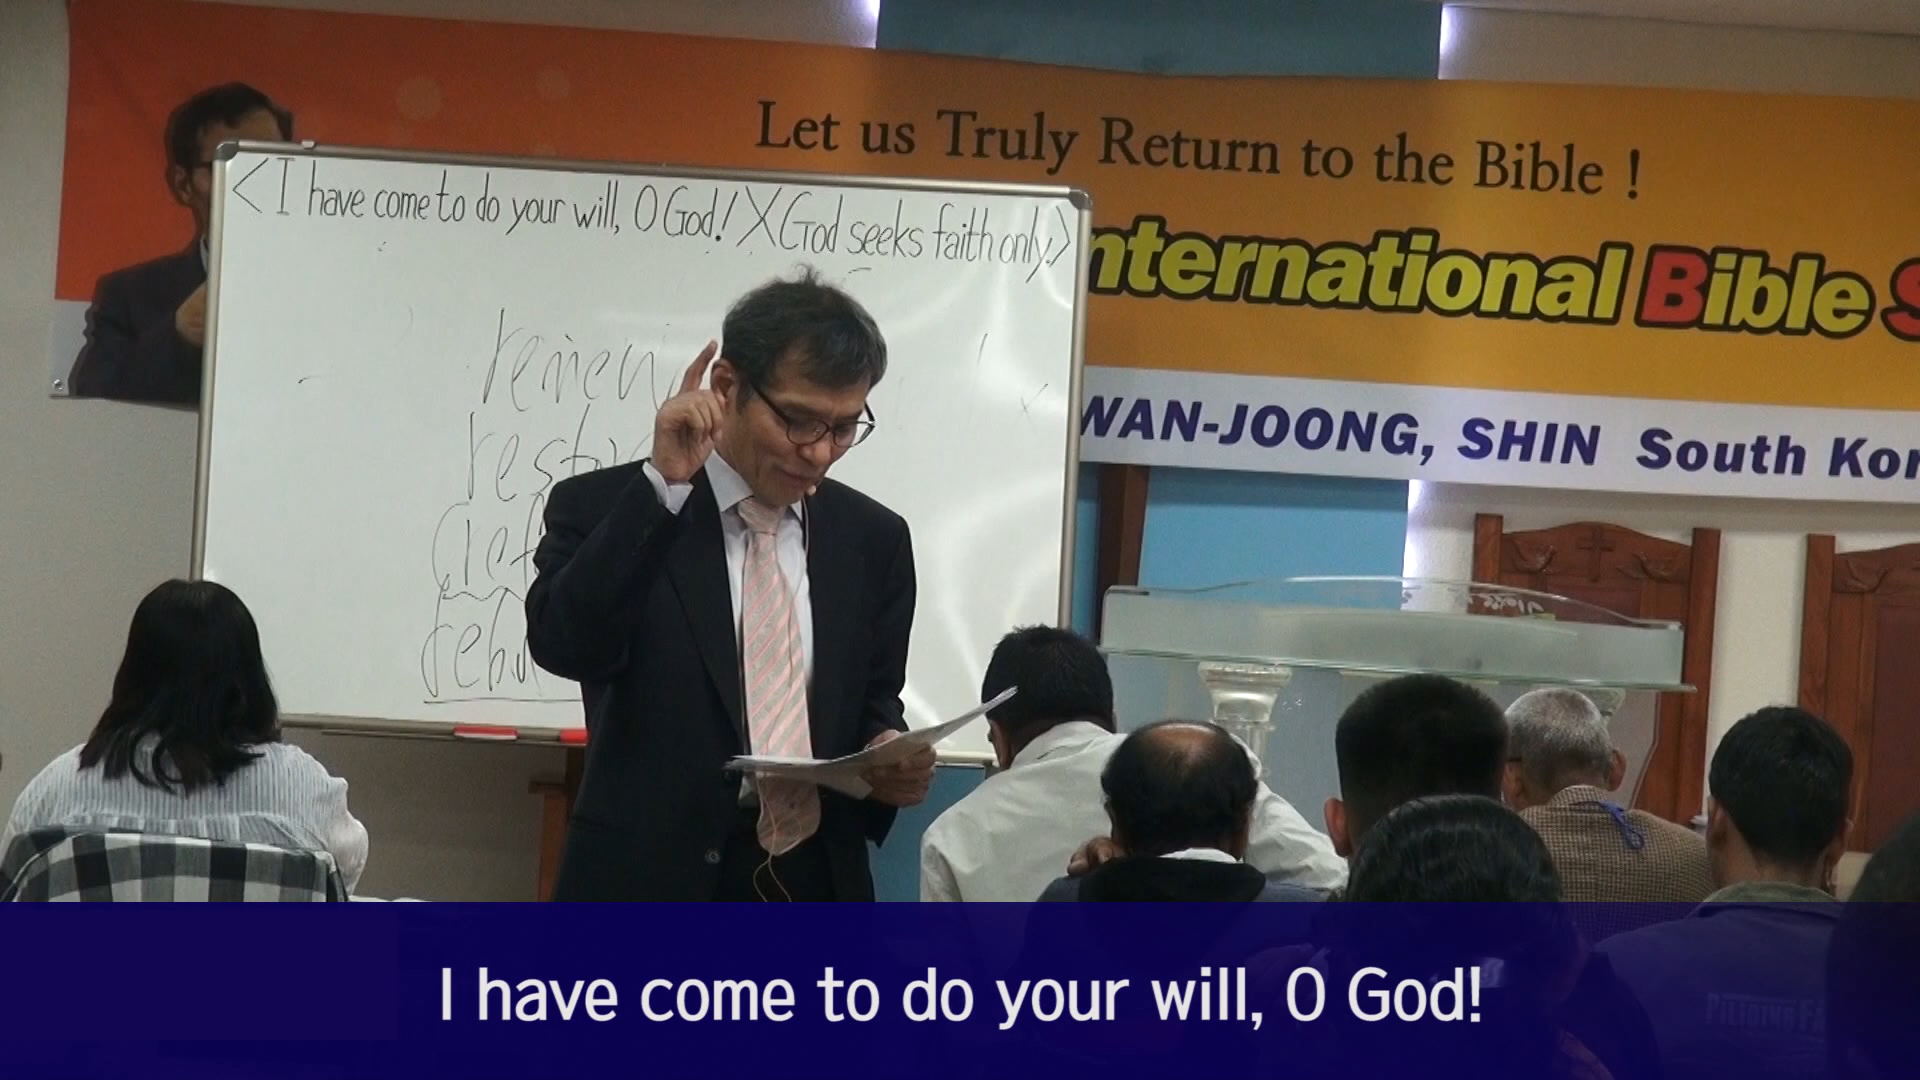 Let us Truly Return to the Bible !
<I have come to do your will, O God! X God seeks faith only.>
International Bible
WAN-JOONG, SHIN South Kor
I have come to do your will, O God!